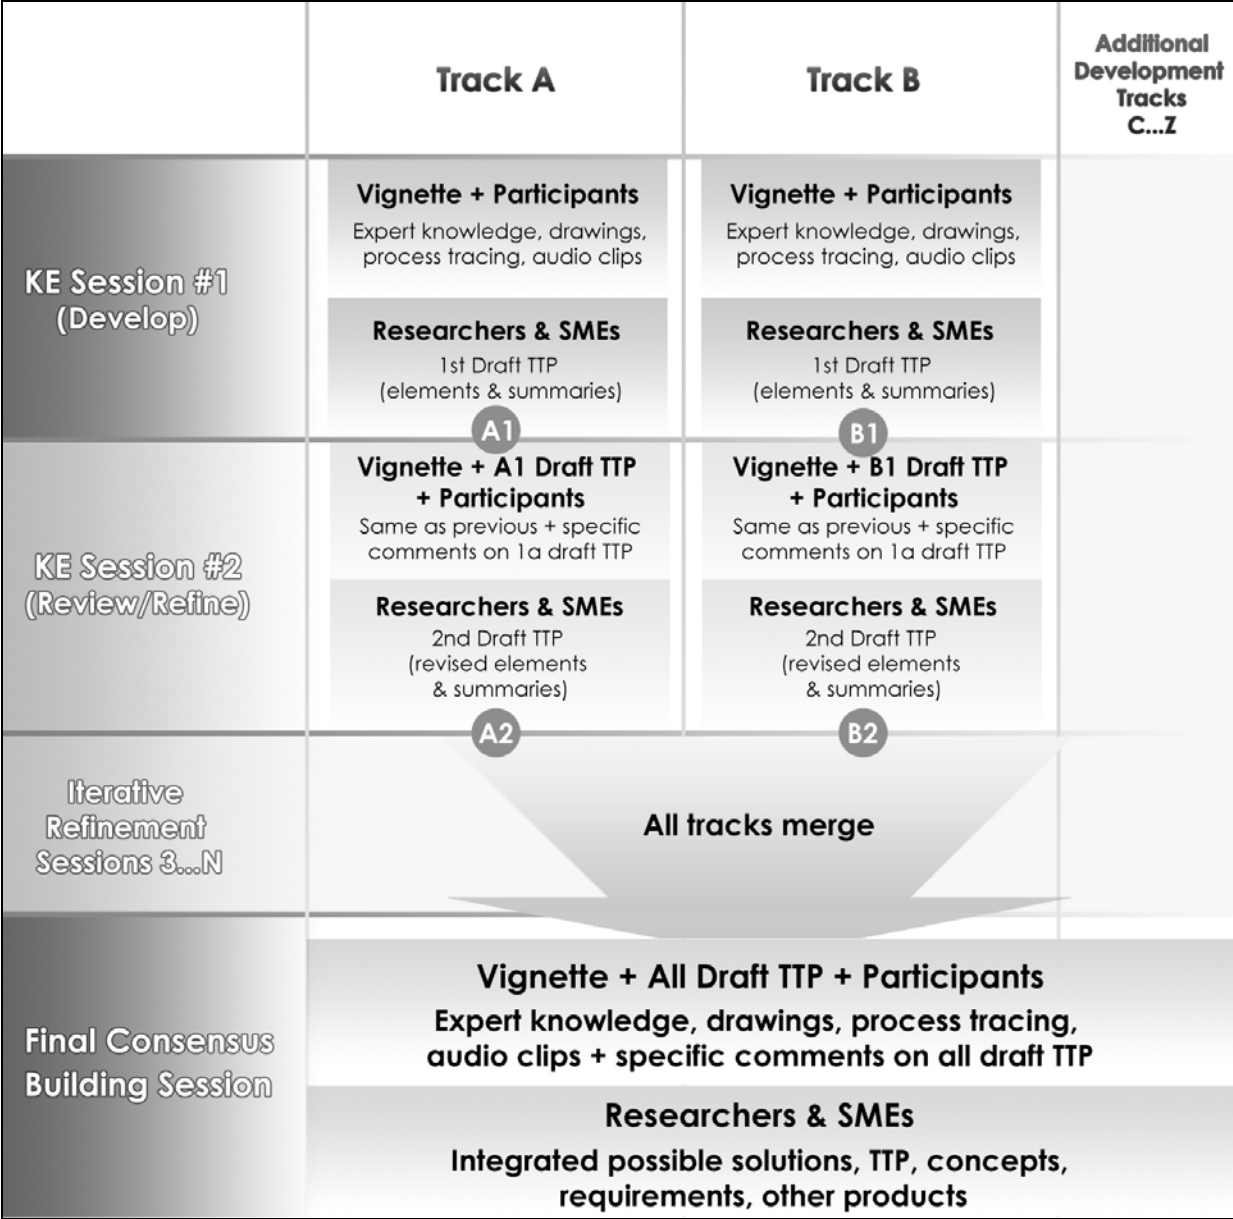 Track A
Track B
Additional
Development
Tracks
C...Z
KE Session #1
(Develop)
Vignette + Participants
Expert knowledge, drawings,
process tracing, audio clips
Researchers & SMEs
1st Draft TTP
(elements & summaries)
A1
Vignette + Participants
Expert knowledge, drawings,
process tracing, audio clips
Researchers & SMEs
1st Draft TTP
(elements & summaries)
B1
KE Session #2
(Review/Refine)
Vignette + A1 Draft TTP
+ Participants
Same as previous + specific
comments on 1a draft TTP
Researchers & SMEs
2nd Draft TTP
(revised elements
& summaries)
A2
Vignette + B1 Draft TTP
+ Participants
Same as previous + specific
comments on 1a draft TTP
Researchers & SMEs
2nd Draft TTP
(revised elements
& summaries)
B2
Iterative
Refinement
Sessions 3...N
All tracks merge
Final Consensus
Building Session
Vignette + All Draft TTP + Participants
Expert knowledge, drawings, process tracing,
audio clips + specific comments on all draft TTP
Researchers & SMEs
Integrated possible solutions, TTP, concepts,
requirements, other products